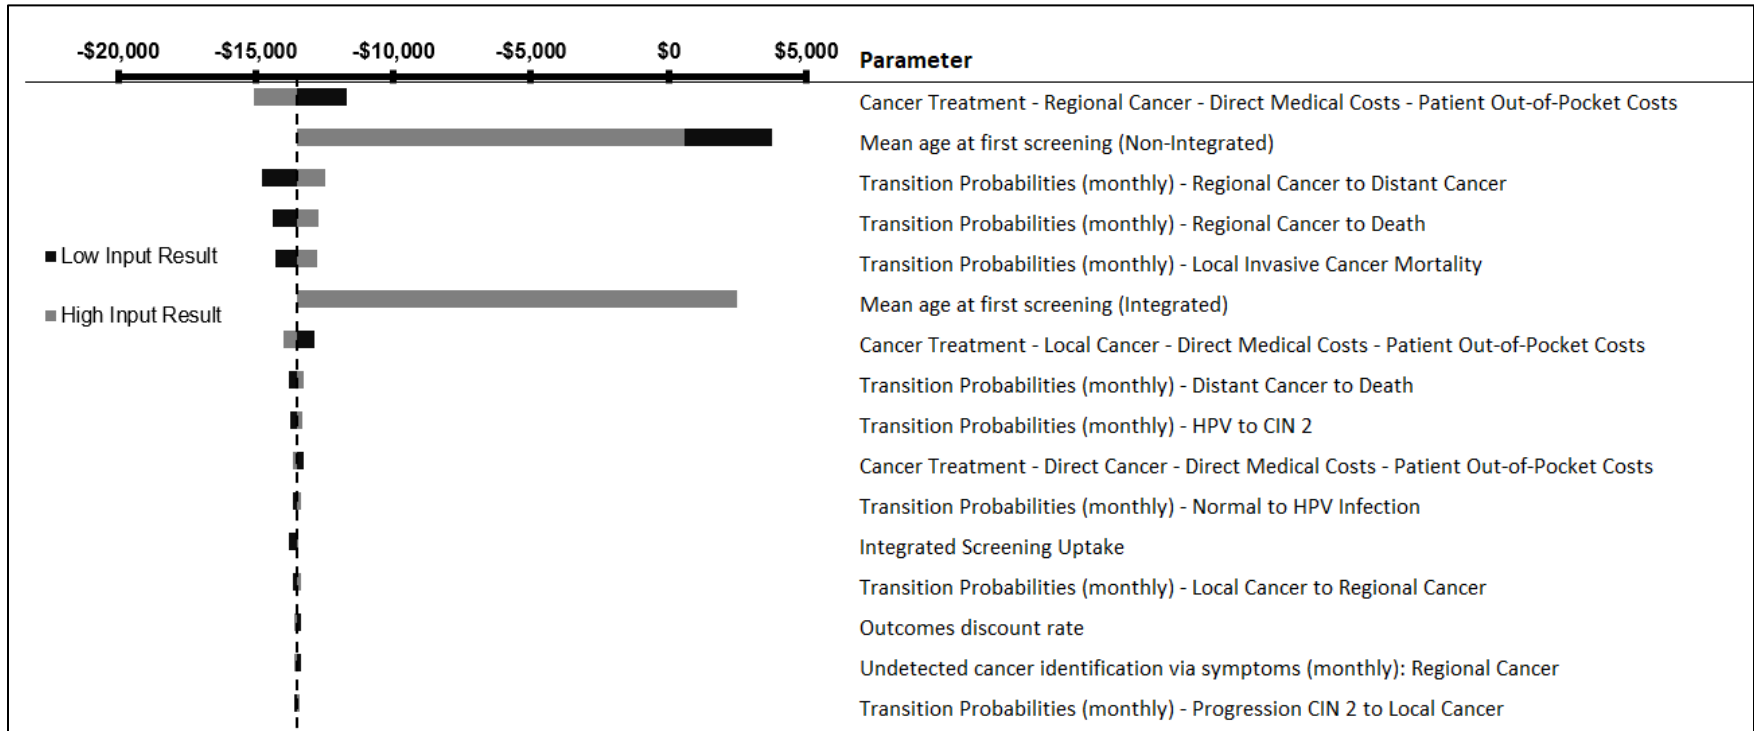 -$20,000 -$15,000 -$10,000 -$5,000 $0 $5,000 Parameter
Cancer Treatment - Regional Cancer - Direct Medical Costs - Patient Out-of-Pocket Costs
Mean age at first screening (Non-Integrated)
Transition Probabilities (monthly) - Regional Cancer to Distant Cancer
Transition Probabilities (monthly) - Regional Cancer to Death
Low Input Result
Transition Probabilities (monthly) - Local Invasive Cancer Mortality
Mean age at first screening (Integrated)
High Input Result
Cancer Treatment - Local Cancer - Direct Medical Costs - Patient Out-of-Pocket Costs
Transition Probabilities (monthly) - Distant Cancer to Death
Transition Probabilities (monthly) - HPV to CIN 2
Cancer Treatment - Direct Cancer - Direct Medical Costs - Patient Out-of-Pocket Costs
Transition Probabilities (monthly) - Normal to HPV Infection
Integrated Screening Uptake
Transition Probabilities (monthly) - Local Cancer to Regional Cancer
Outcomes discount rate
Undetected cancer identification via symptoms (monthly): Regional Cancer
Transition Probabilities (monthly) - Progression CIN 2 to Local Cancer